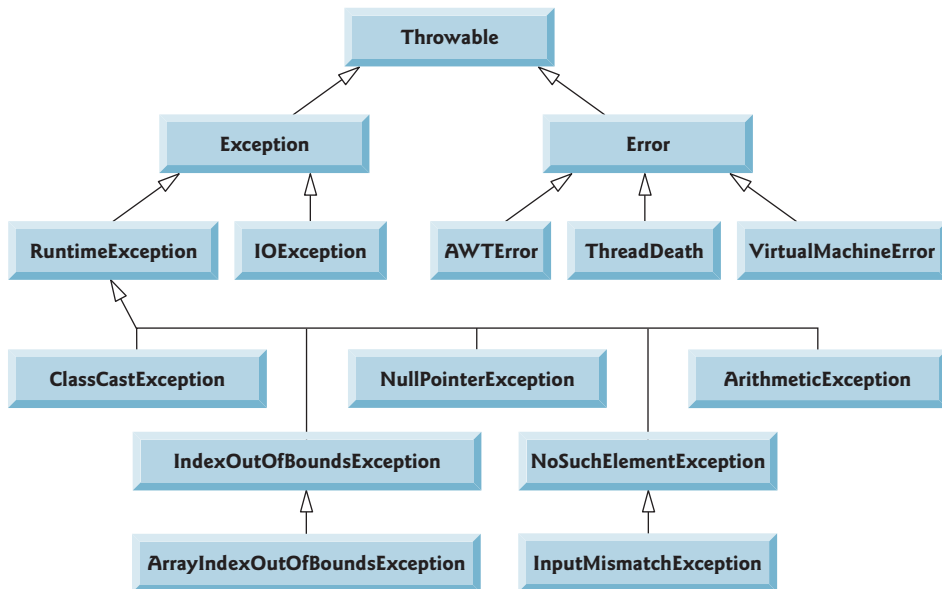 Throwable
Exception
Error
RuntimeException
IOException
AWTError
ThreadDeath
VirtualMachineError
ClassCastException
NullPointerException
ArithmeticException
IndexOutOfBoundsException
NoSuchElementException
ArrayIndexOutOfBoundsException
InputMismatchException